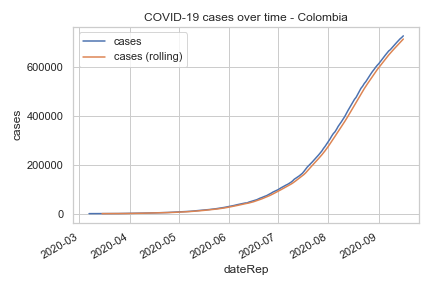 COVID-19 cases over time - Colombia
cases
cases (rolling)
600000
400000
200000
0
cases
2020-03
2020-04
2020-05
2020-06
2020-07
2020-08
2020-09
dateRep